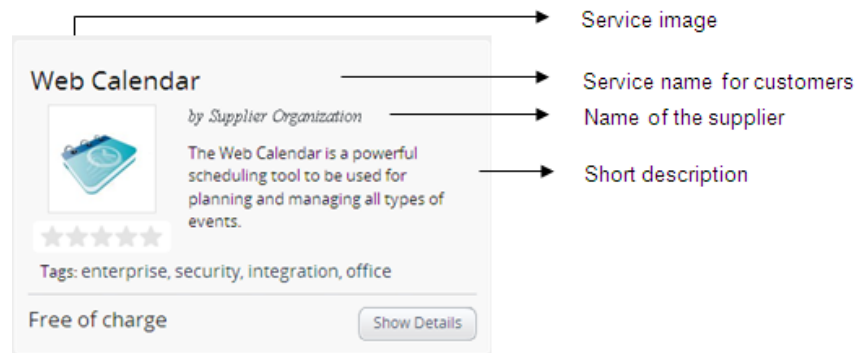 Service image
Web Calendar
Service name for customers
by Supplier Organization
Name of the supplier
The Web Calendar is a powerful
scheduling tool to be used for
planning and managing all types of
events.
Short description
Tags: enterprise, security, integration, office
Free of charge
Show Details